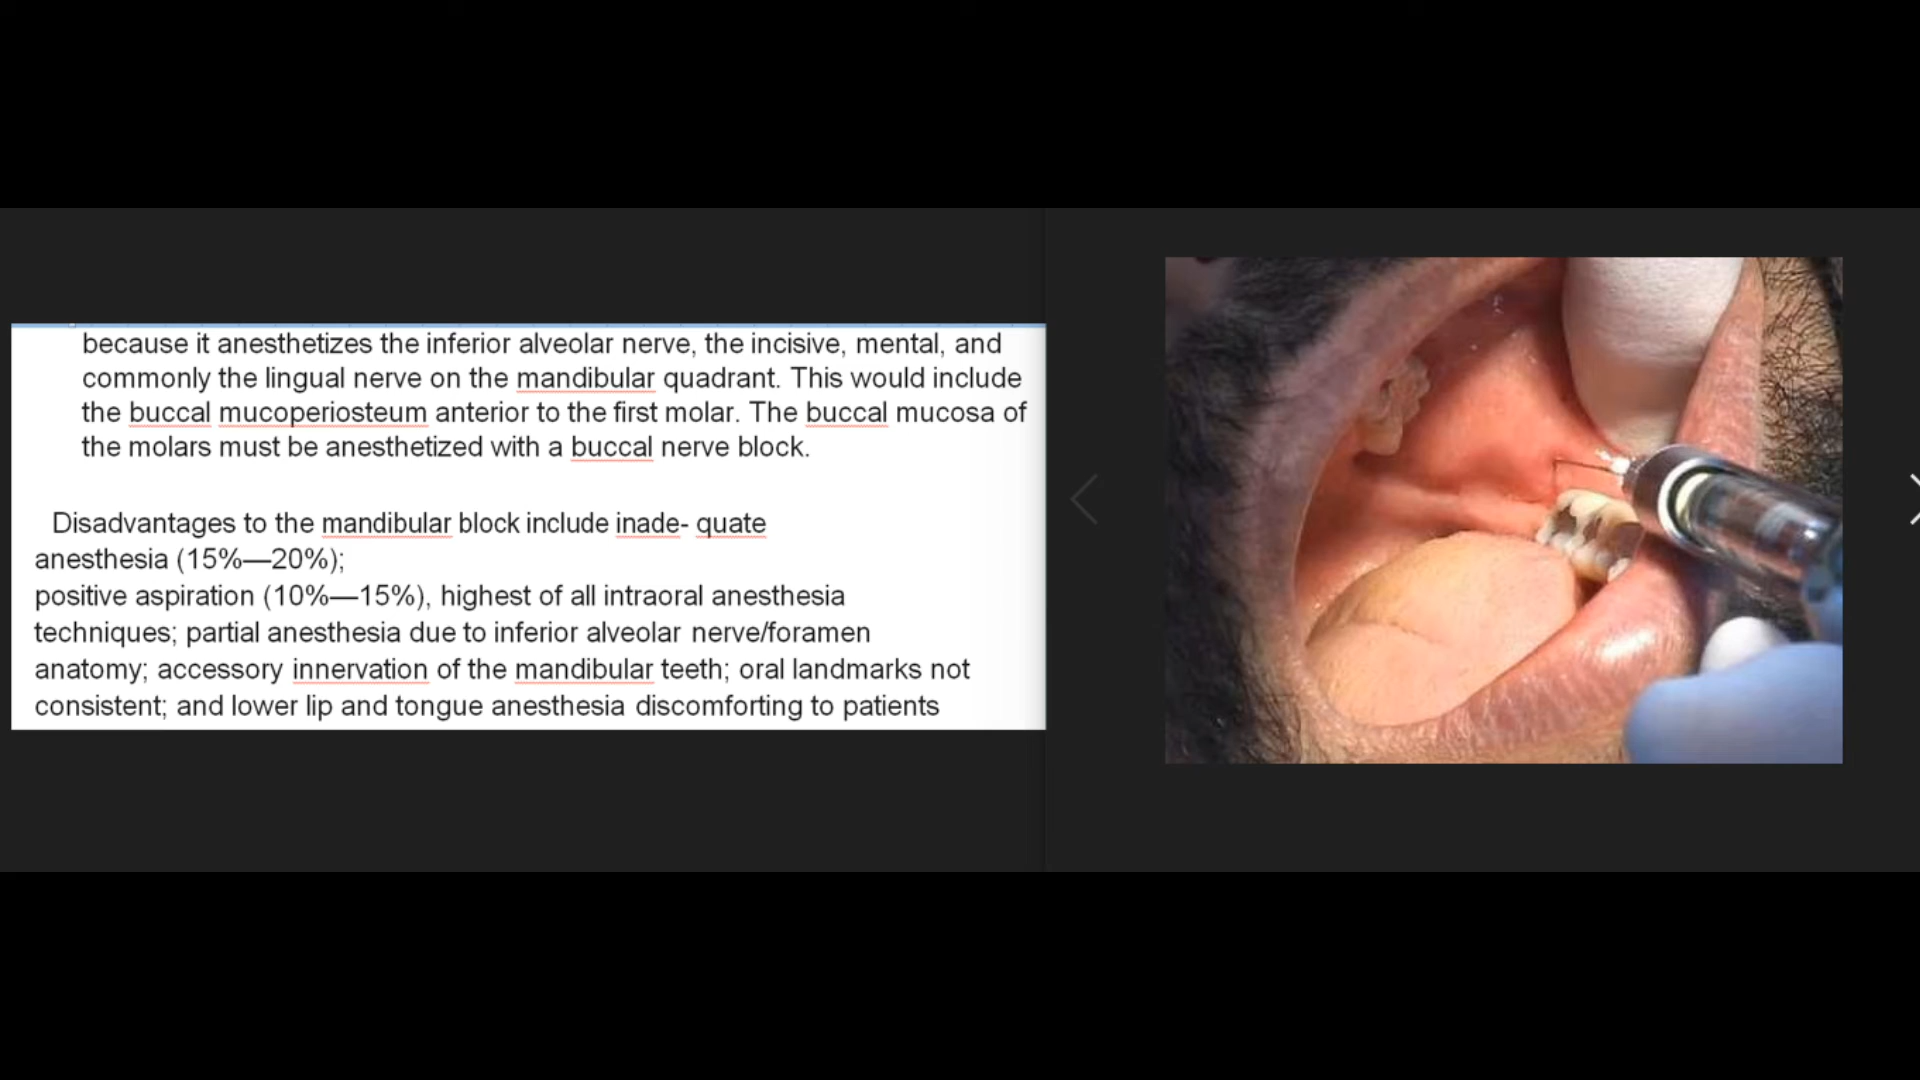 because it anesthetizes the inferior alveolar nerve, the incisive, mental, and
commonly the lingual nerve on the mandibular quadrant. This would include
the buccal mucoperiosteum anterior to the first molar. The buccal mucosa of
the molars must be anesthetized with a buccal nerve block.
Disadvantages to the mandibular block include inade- quate
anesthesia (15%—20%);
positive aspiration (10%—15%), highest of all intraoral anesthesia
techniques; partial anesthesia due to inferior alveolar nerve/foramen
anatomy; accessory innervation of the mandibular teeth; oral landmarks not
consistent; and lower lip and tongue anesthesia discomforting to patients